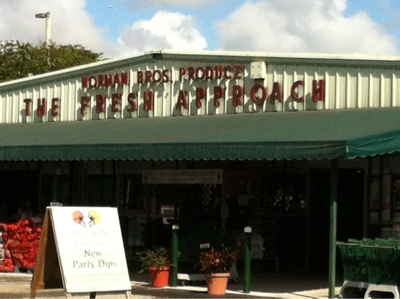 NORMAN BROS. PRODUCE
THE FRESH APPROACH
New
Party Dips